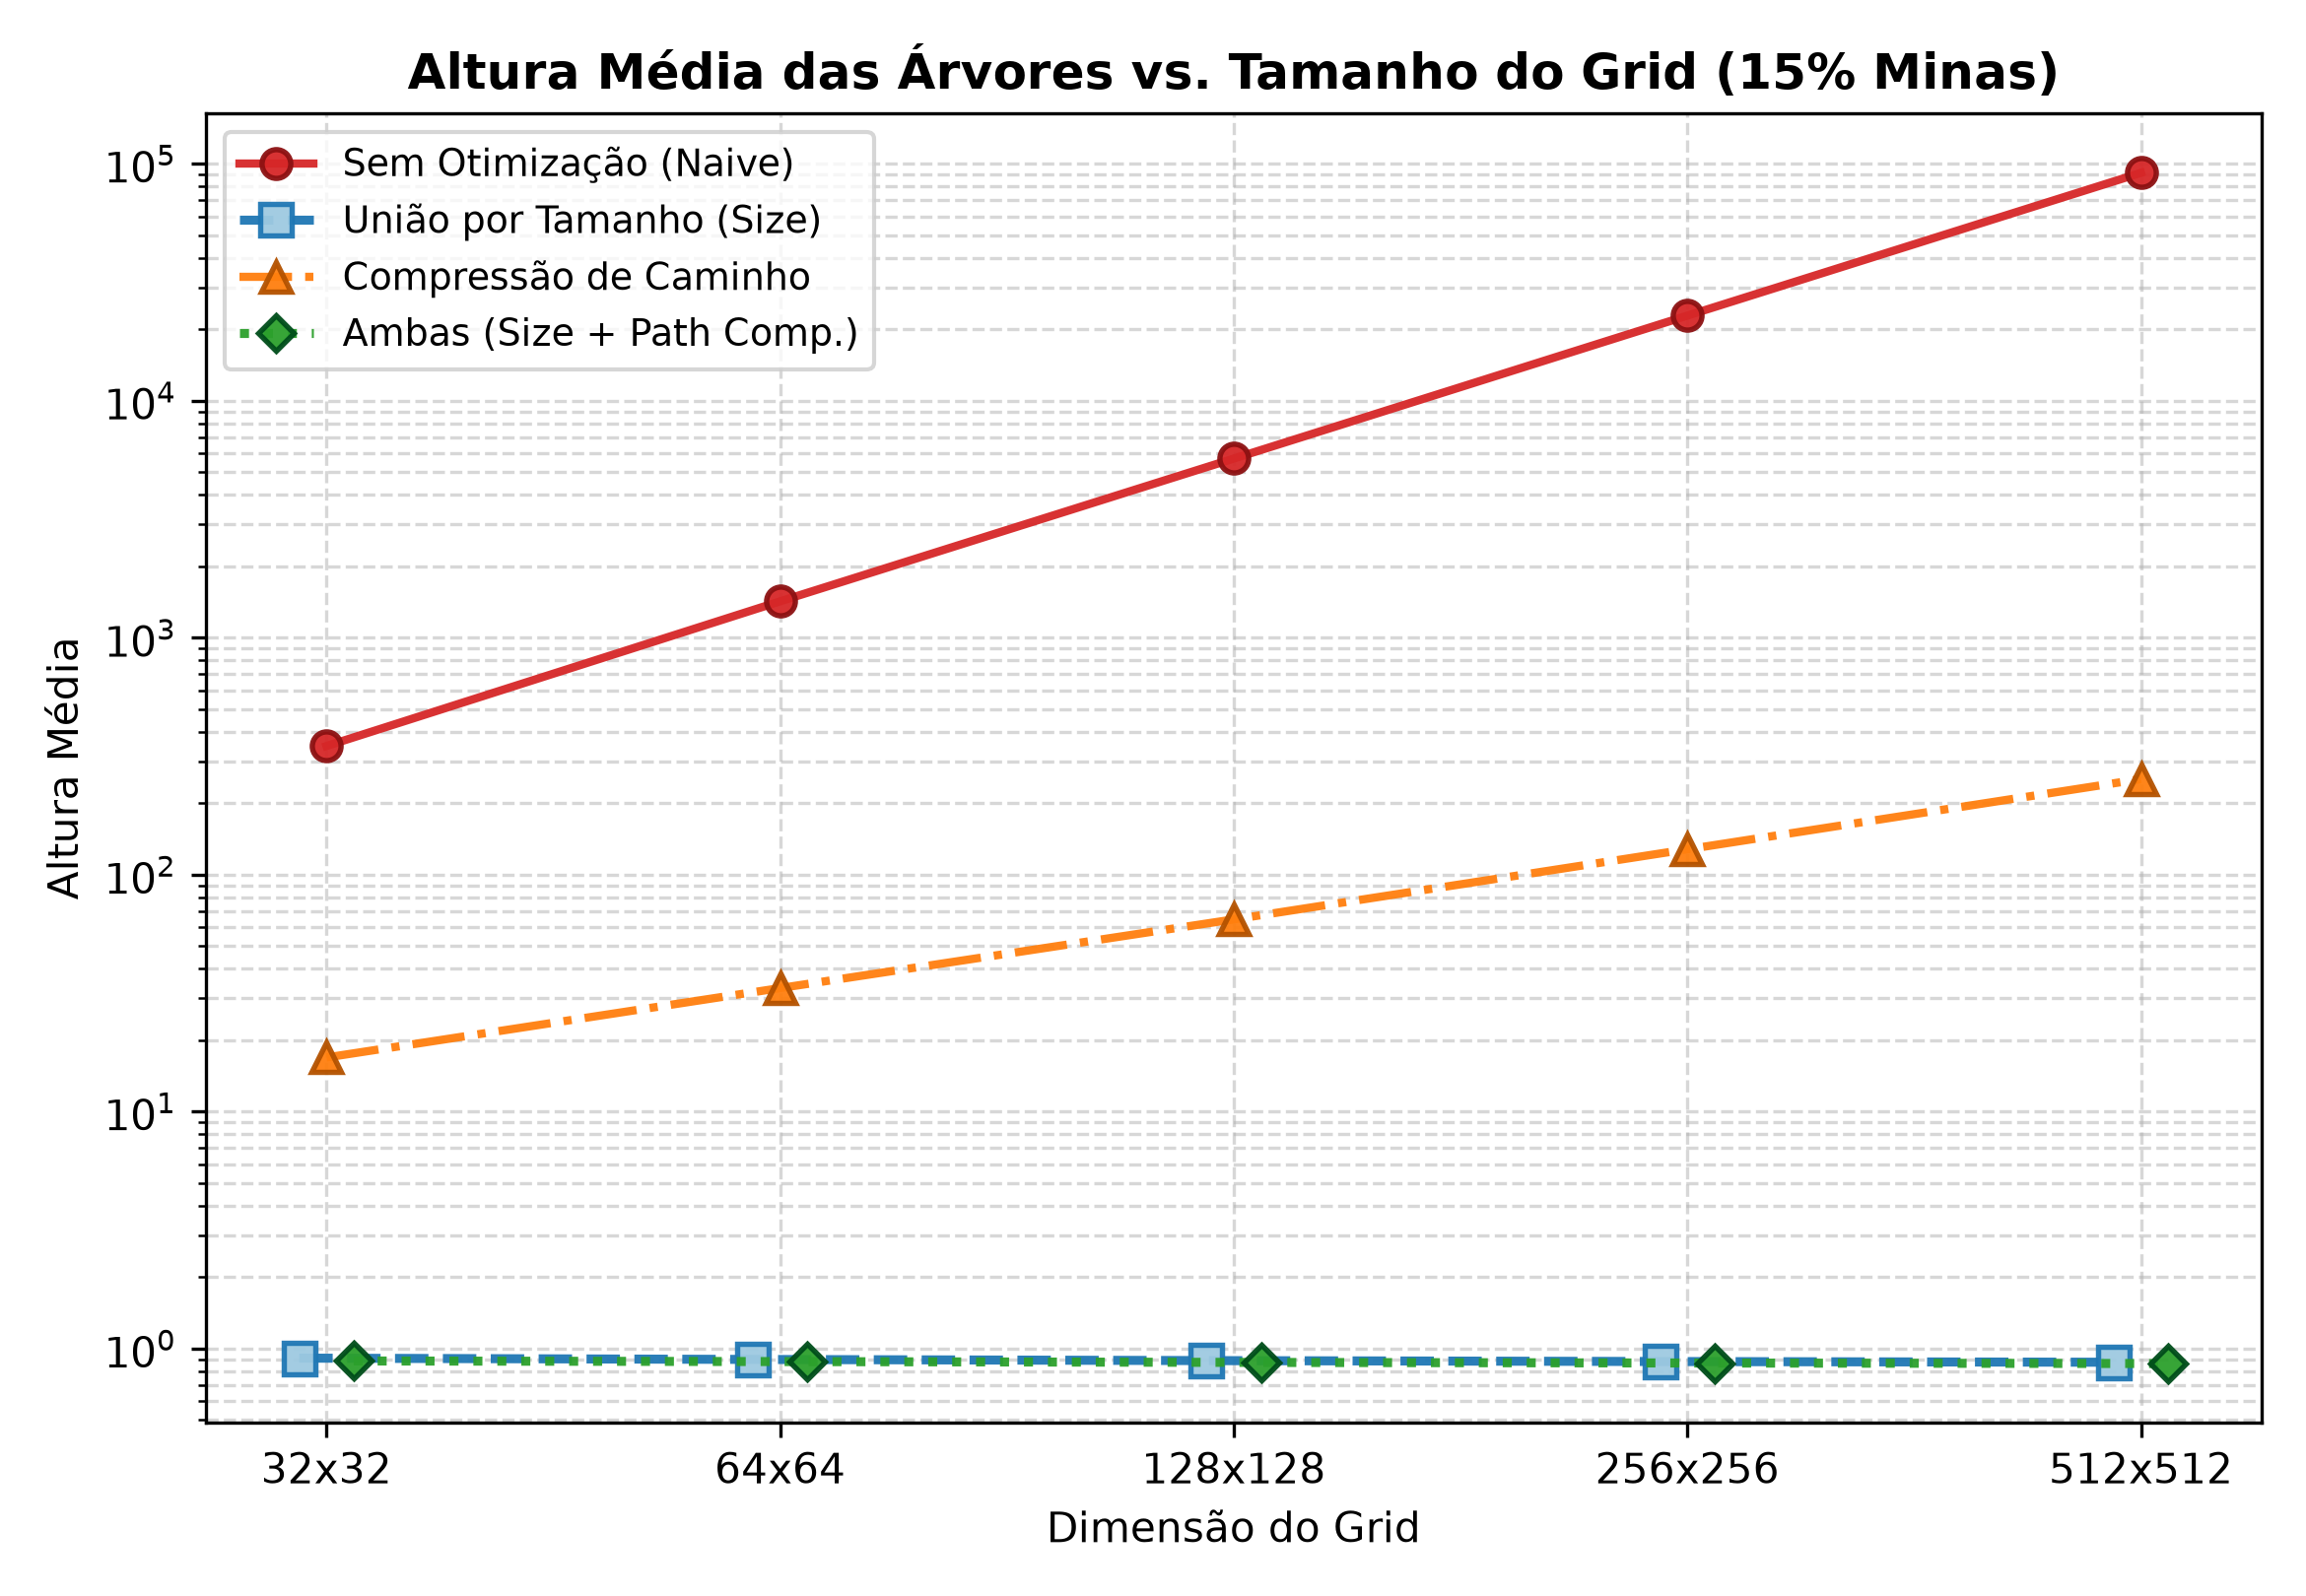 Altura Média das Árvores vs. Tamanho do Grid (15% Minas)
Sem Otimização (Naive)
União por Tamanho (Size)
Compressão de Caminho
Ambas (Size + Path Comp.)
Altura Média
10⁵
10⁴
10³
10²
10¹
10⁰
32x32 64x64 128x128 256x256 512x512
Dimensão do Grid